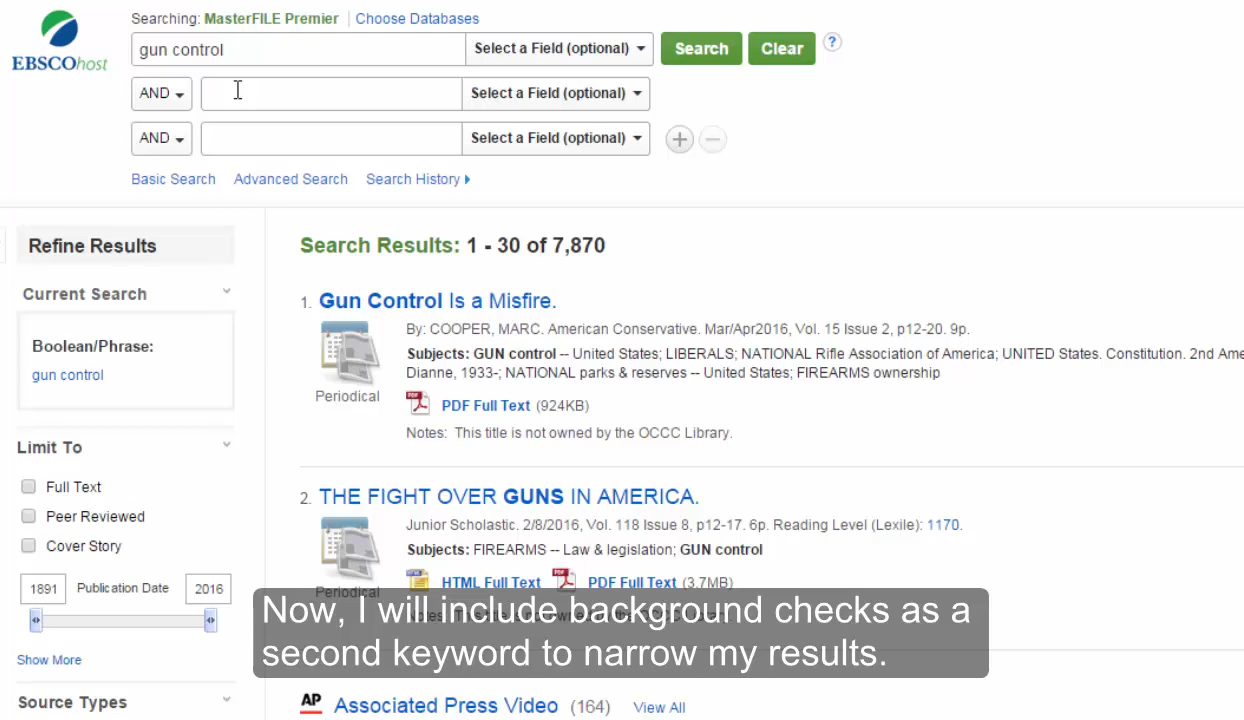 Searching: MasterFILE Premier | Choose Databases
EBSCOhost
gun control Select a Field (optional) Search Clear ?
AND Select a Field (optional)
AND Select a Field (optional)
Basic Search Advanced Search Search History
Refine Results
Current Search
Boolean/Phrase:
gun control
Limit To
Full Text
Peer Reviewed
Cover Story
1891 Publication Date 2016
Show More
Source Types
Search Results: 1 - 30 of 7,870
1. Gun Control Is a Misfire.
Periodical
By: COOPER, MARC. American Conservative. Mar/Apr2016, Vol. 15 Issue 2, p12-20. 9p.
Subjects: GUN control -- United States; LIBERALS; NATIONAL Rifle Association of America; UNITED States. Constitution. 2nd Ame
Dianne, 1933-; NATIONAL parks & reserves -- United States; FIREARMS ownership
PDF PDF Full Text (924KB)
Notes: This title is not owned by the OCCC Library.
2. THE FIGHT OVER GUNS IN AMERICA.
Periodical
Junior Scholastic. 2/8/2016, Vol. 118 Issue 8, p12-17. 6p. Reading Level (Lexile): 1170.
Subjects: FIREARMS -- Law & legislation; GUN control
HTML Full Text PDF PDF Full Text (3.7MB)
Now, I will include background checks as a
second keyword to narrow my results.
AP Associated Press Video (164) View All